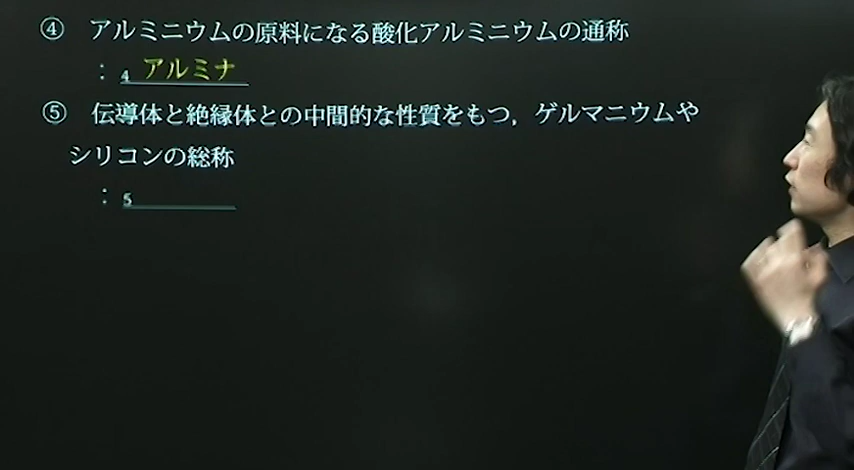 ④ アルミニウムの原料になる酸化アルミニウムの通称
：4 アルミナ
⑤ 伝導体と絶縁体との中間的な性質をもつ，ゲルマニウムや
シリコンの総称
：5